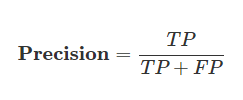 Precision = TP / TP + FP